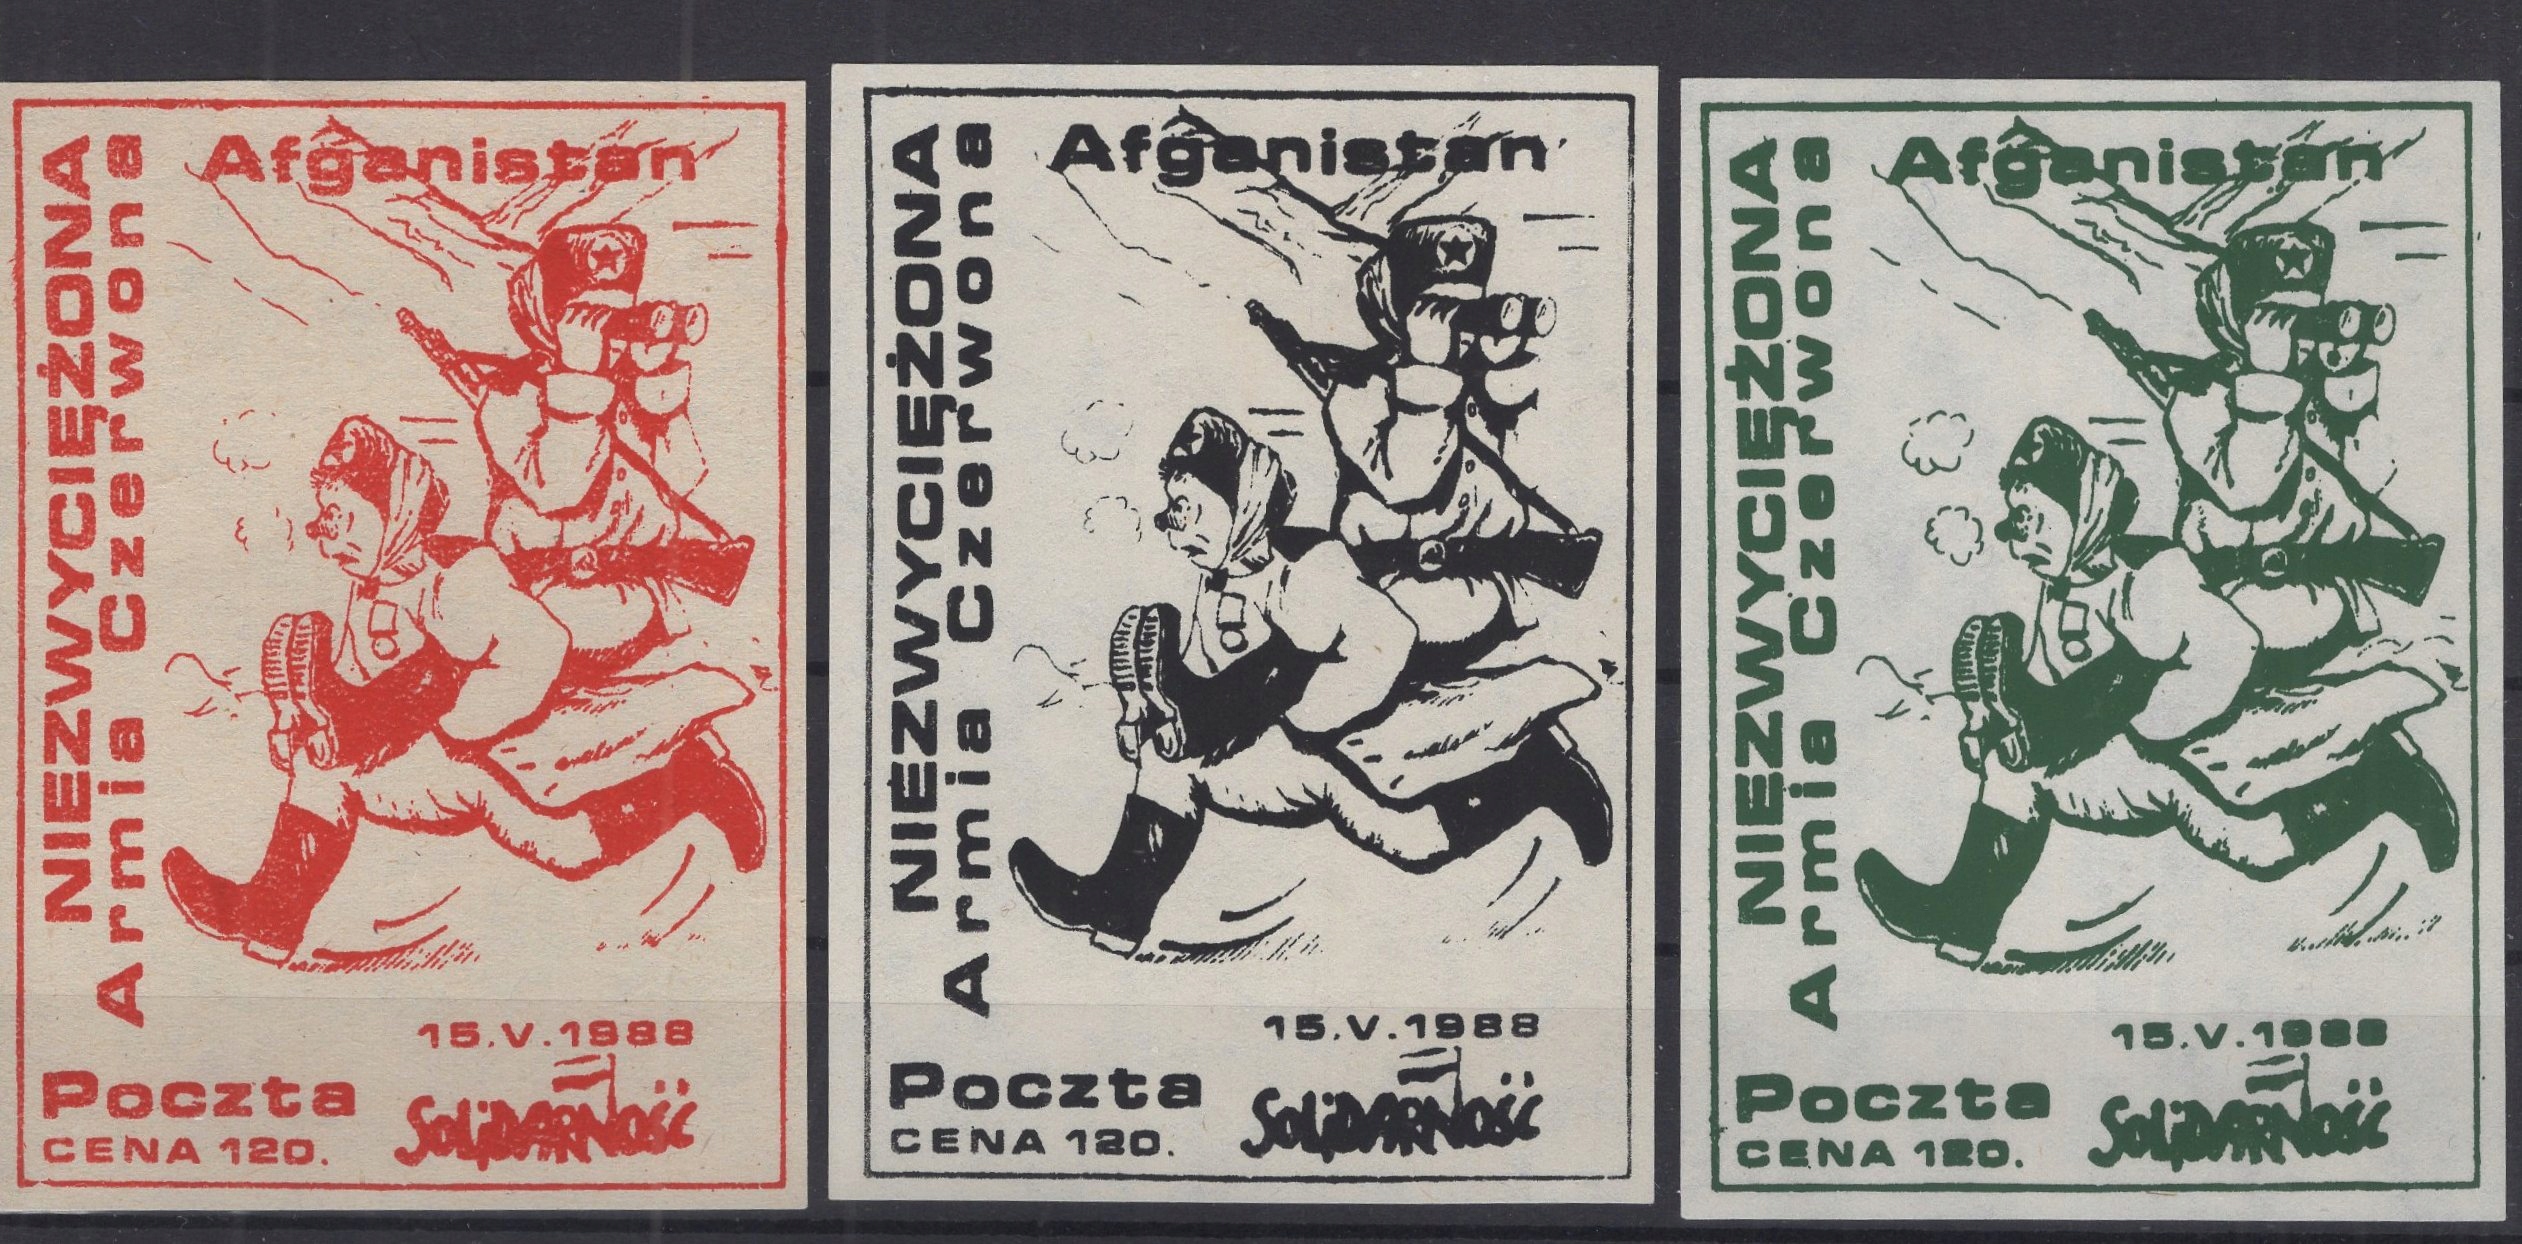 NIEZWYCIĘŻONA
Armia Czerwona
Afganistan
15.V.1988
Poczta
CENA 120.
SOLiDARNOŚĆ
NIEZWYCIĘŻONA
Armia Czerwona
Afganistan
15.V.1988
Poczta
CENA 120.
SOLiDARNOŚĆ
NIEZWYCIĘŻONA
Armia Czerwona
Afganistan
15.V.1988
Poczta
CENA 120.
SOLiDARNOŚĆ